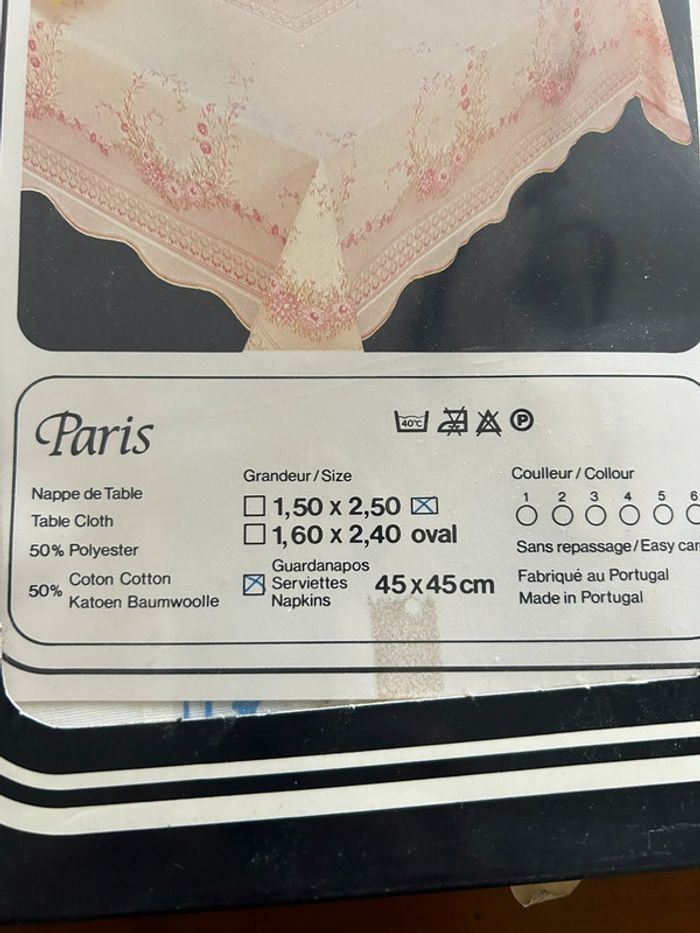 Paris
40°C
P
Nappe de Table
Table Cloth
50% Polyester
50% Coton Cotton
Katoen Baumwoolle
Grandeur/Size
1,50 x 2,50
1,60 x 2,40 oval
Guardanapos
Serviettes
Napkins
45 x 45 cm
Coulleur/Collour
1 2 3 4 5 6
Sans repassage/Easy car
Fabriqué au Portugal
Made in Portugal